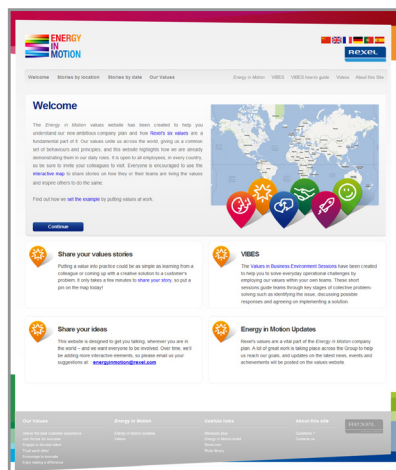 ENERGY
IN
MOTION
REXEL
Welcome Stories by location Stories by date Our Values Energy in Motion VIBES VIBES how-to guide Videos About this Site
Welcome
The Energy in Motion values website has been created to help you
understand our new ambitious company plan and how Rexel's six values are a
fundamental part of it. Our values unite us across the world, giving us a common
set of behaviours and principles, and this website highlights how we are already
demonstrating them in our daily roles. It is open to all employees, in every country,
so be sure to invite your colleagues to visit. Everyone is encouraged to use the
interactive map to share stories on how they or their teams are living the values
and inspire others to do the same.
Find out how we set the example by putting values at work.
Continue
Share your values stories
Putting a value into practice could be as simple as learning from a
colleague or coming up with a creative solution to a customer's
problem. It only takes a few minutes to share your story, so put a
pin on the map today!
VIBES
The Values in Business Environment Sessions have been created
to help you to solve everyday operational challenges by
employing our values within your own teams. These short
sessions guide teams through key stages of collective problem-
solving such as identifying the issue, discussing possible
responses and agreeing on implementing a solution
Share your ideas
This website is designed to get you talking, wherever you are in
the world – and we want everyone to be involved. Over time, we'll
be adding more interactive elements, so please email us your
suggestions at: energyinmotion@rexel.com
Energy in Motion Updates
Rexel's values are a vital part of the Energy in Motion company
plan. A lot of great work is taking place across the Group to help
us reach our goals, and updates on the latest news, events and
achievements will be posted on the values website.
Our Values
Energy in Motion
Useful links
About this site